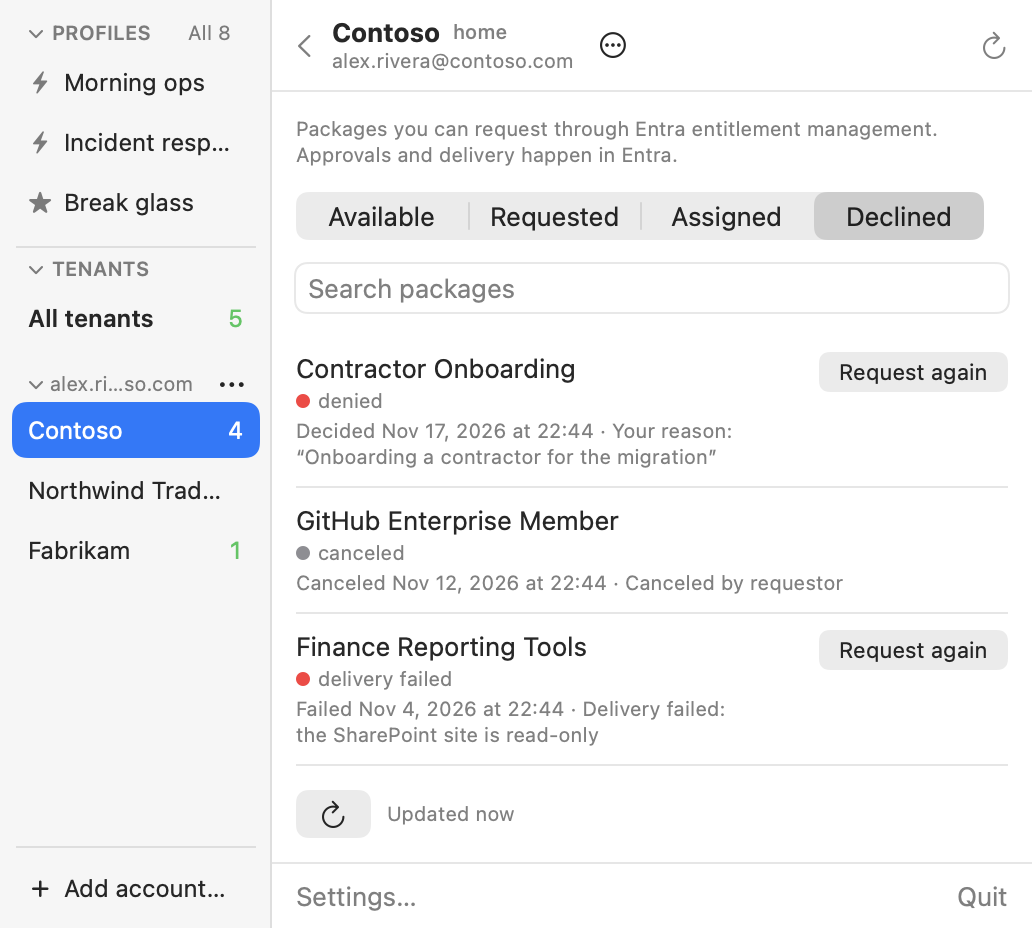 PROFILES All 8
Morning ops
Incident resp...
Break glass
TENANTS
All tenants 5
alex.ri...so.com
Contoso 4
Northwind Trad...
Fabrikam 1
+ Add account...
Contoso home
alex.rivera@contoso.com
Packages you can request through Entra entitlement management.
Approvals and delivery happen in Entra.
Available Requested Assigned Declined
Search packages
Contractor Onboarding Request again
denied
Decided Nov 17, 2026 at 22:44 · Your reason:
“Onboarding a contractor for the migration”
GitHub Enterprise Member
canceled
Canceled Nov 12, 2026 at 22:44 · Canceled by requestor
Finance Reporting Tools Request again
delivery failed
Failed Nov 4, 2026 at 22:44 · Delivery failed:
the SharePoint site is read-only
Updated now
Settings... Quit